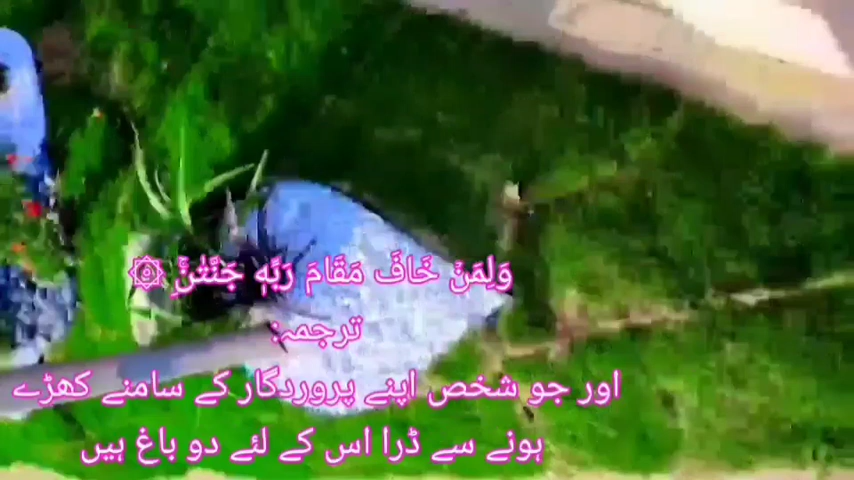 وَلِمَنۡ خَافَ مَقَامَ رَبِّهٖ جَنَّتٰنِ‌ۚ ۞
ترجمہ:
اور جو شخص اپنے پروردگار کے سامنے کھڑے
ہونے سے ڈرا اس کے لئے دو باغ ہیں